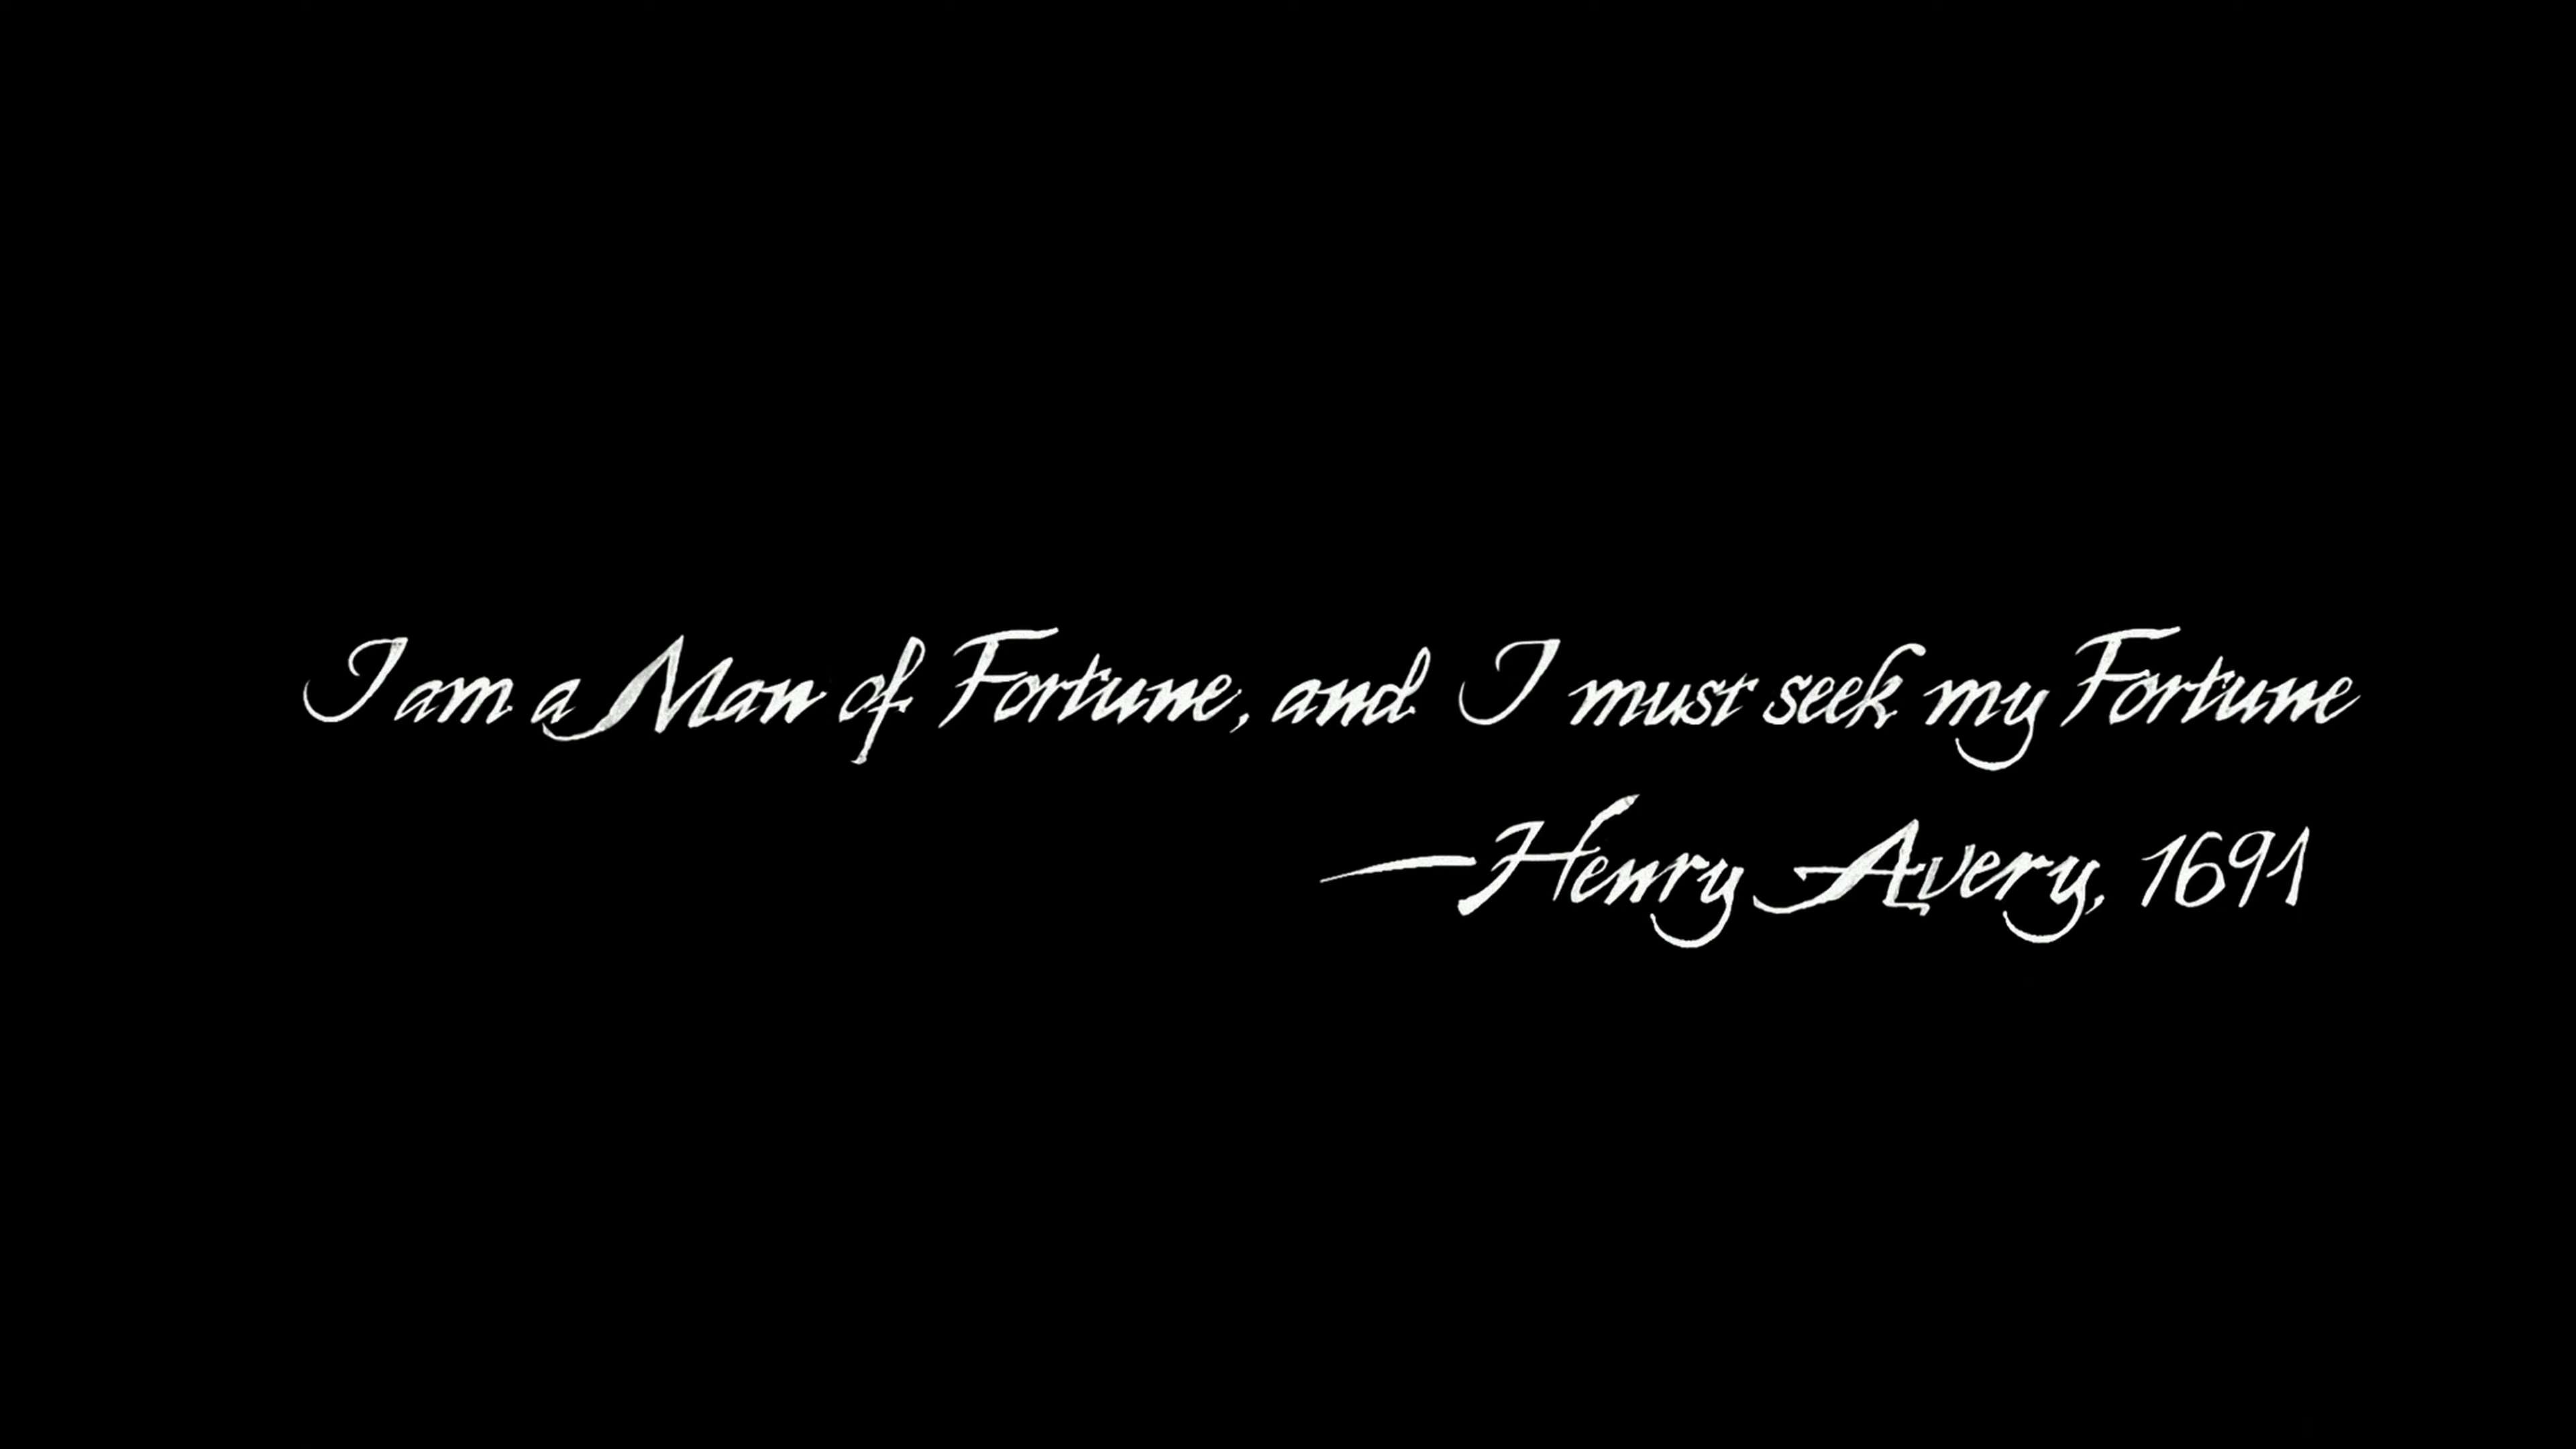 I am a Man of Fortune, and I must seek my Fortune
—Henry Avery, 1691